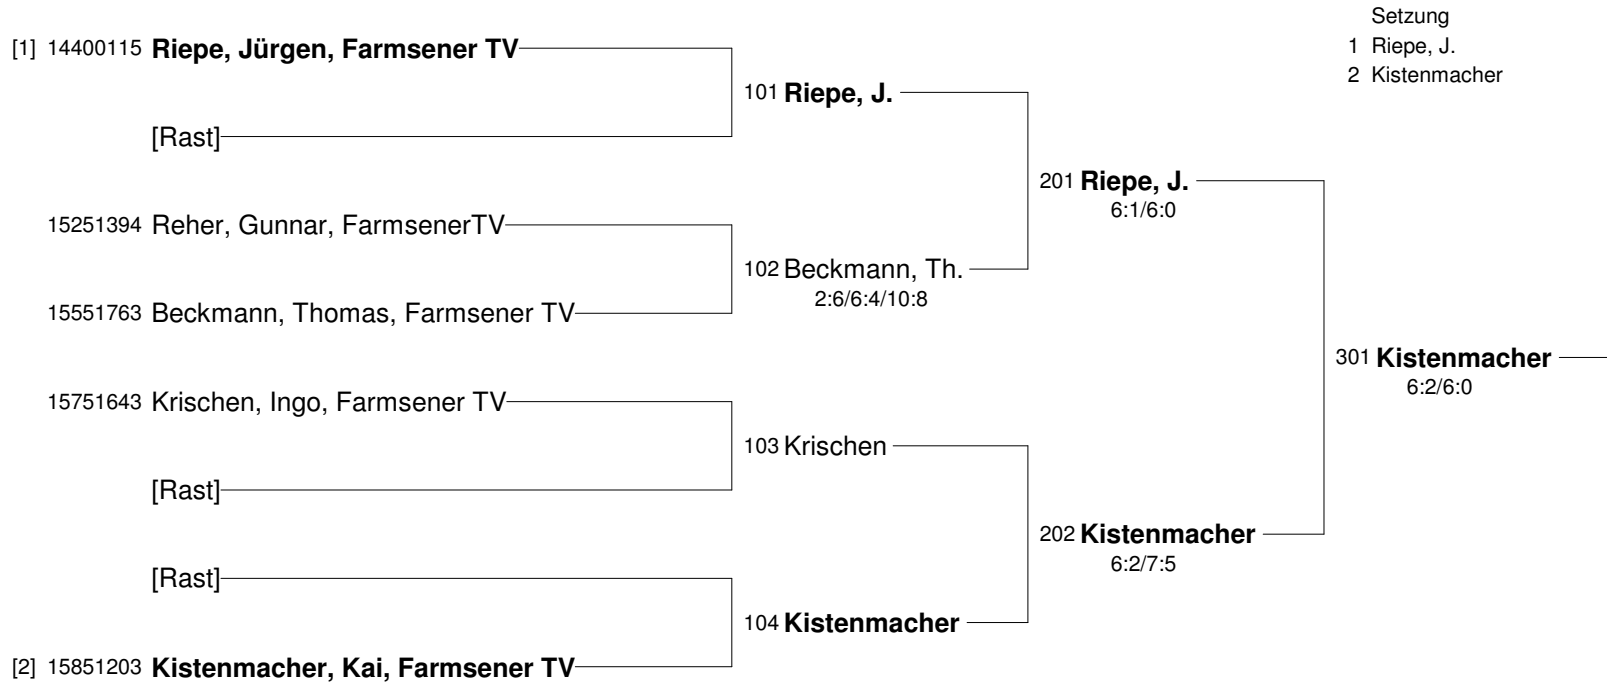 Setzung
1 Riepe, J.
2 Kistenmacher
[1] 14400115 Riepe, Jürgen, Farmsener TV
101 Riepe, J.
[Rast]
201 Riepe, J.
6:1/6:0
15251394 Reher, Gunnar, FarmsenerTV
102 Beckmann, Th.
2:6/6:4/10:8
15551763 Beckmann, Thomas, Farmsener TV
301 Kistenmacher
6:2/6:0
15751643 Krischen, Ingo, Farmsener TV
103 Krischen
[Rast]
202 Kistenmacher
6:2/7:5
[Rast]
104 Kistenmacher
[2] 15851203 Kistenmacher, Kai, Farmsener TV